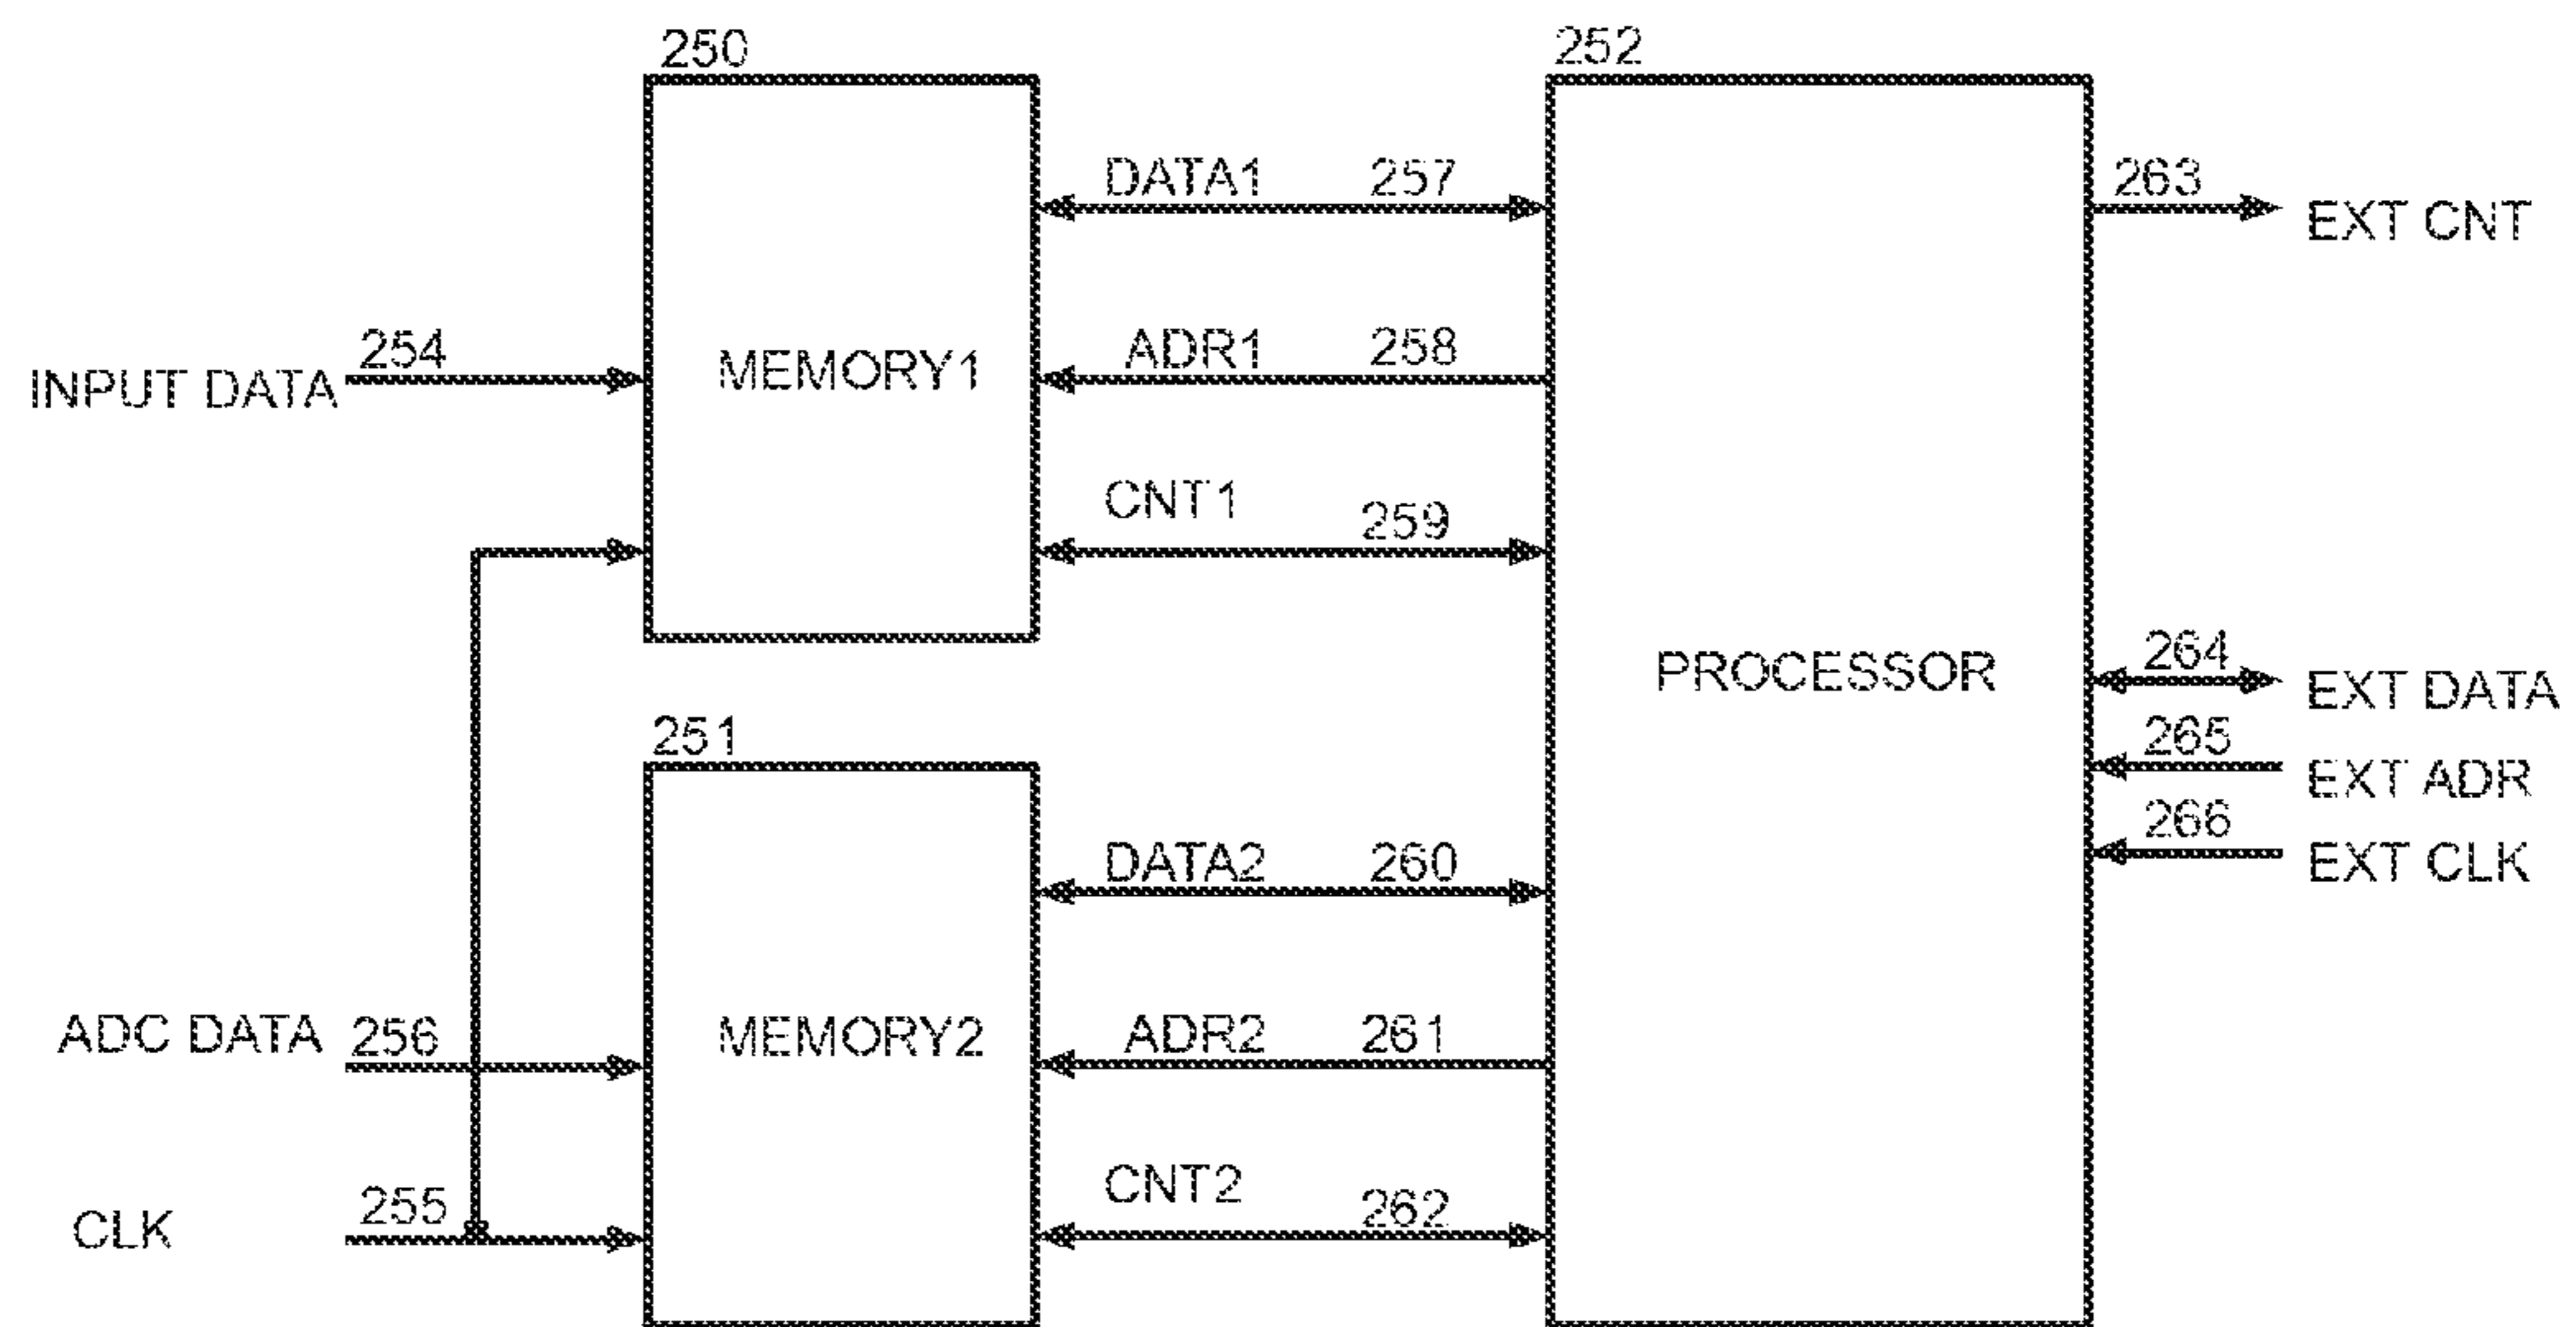 250
252
DATA1 257
263
EXT CNT
254
INPUT DATA
MEMORY1
ADR1 258
CNT1 259
PROCESSOR
264
EXT DATA
265
EXT ADR
266
EXT CLK
251
DATA2 260
ADC DATA 256
MEMORY2
ADR2 261
CNT2 262
CLK 255